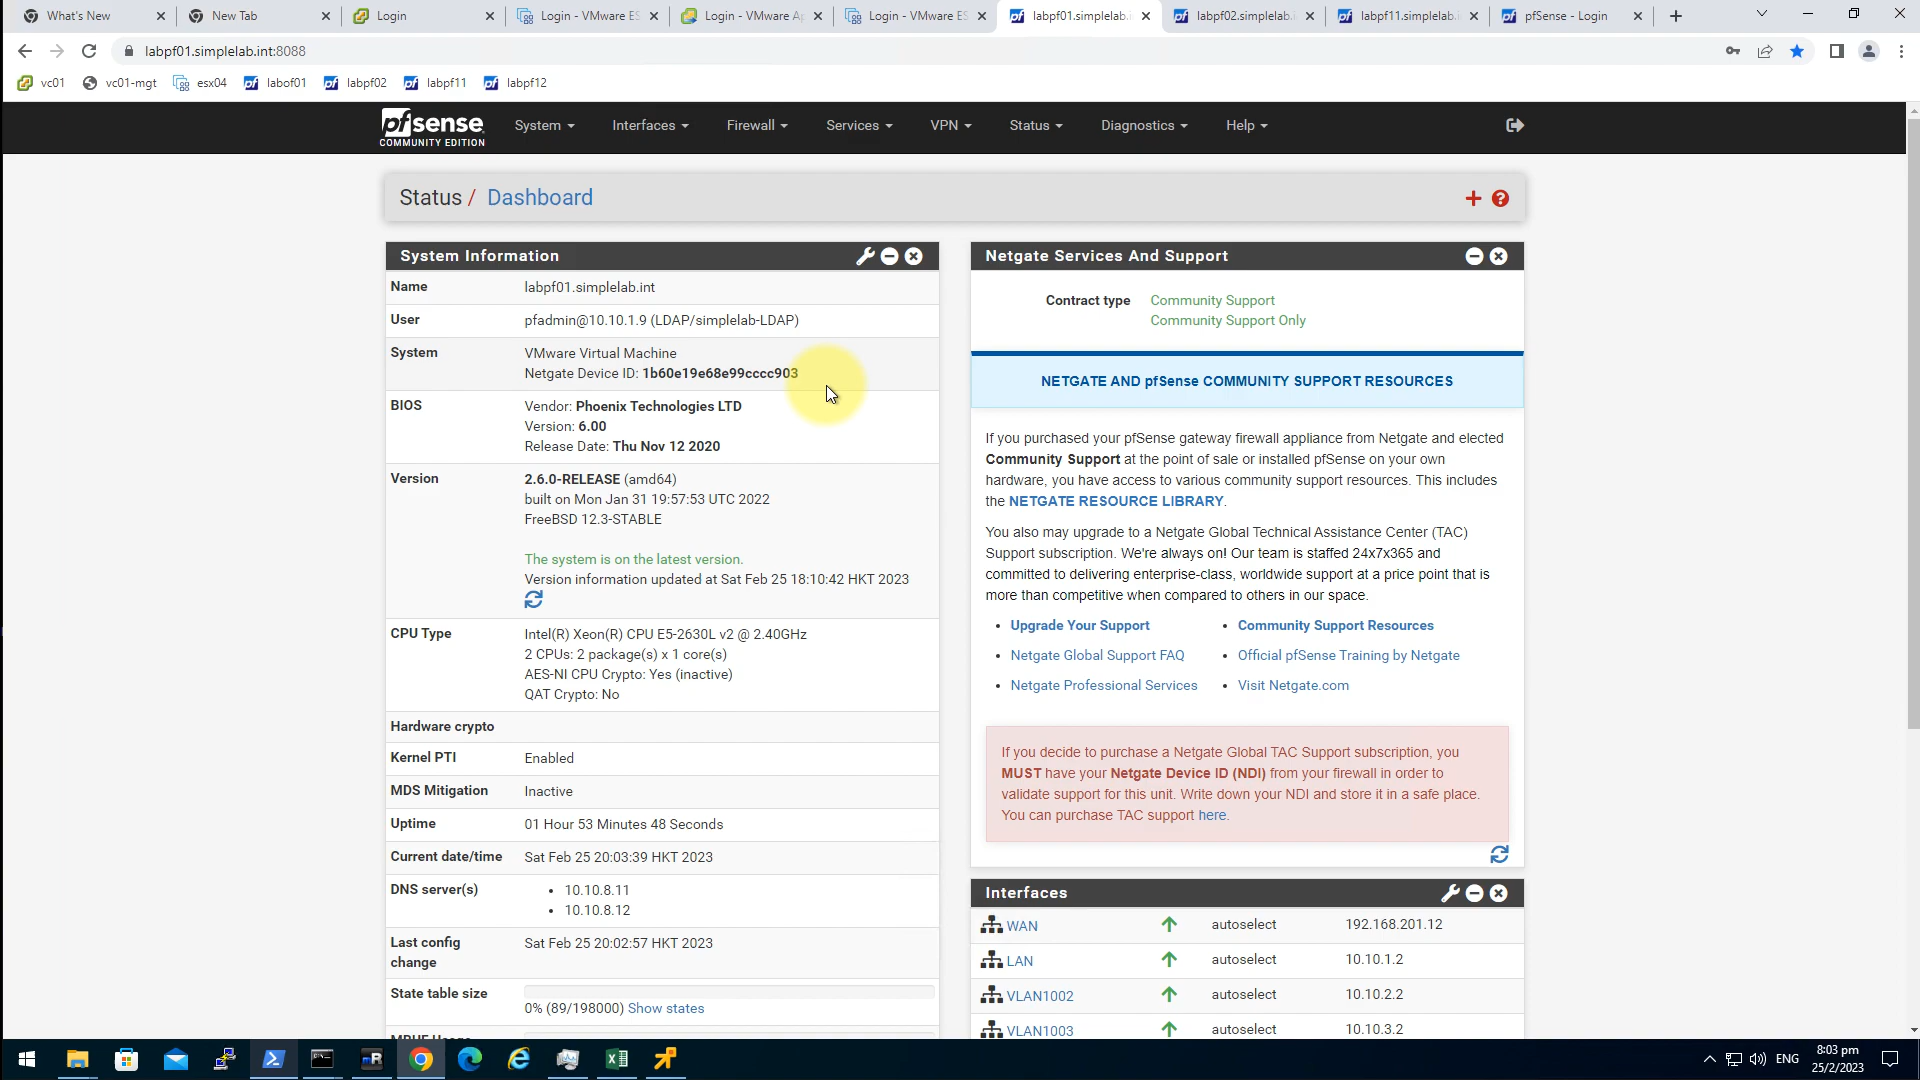 What's New
New Tab
Login
Login - VMware ES
Login - VMware Ap
Login - VMware ES
labpf01.simplelab.
labpf02.simplelab.
labpf11.simplelab.
pfSense - Login
labpf01.simplelab.int:8088
vc01
vc01-mgt
esx04
labof01
labpf02
labpf11
labpf12
pfsense
COMMUNITY EDITION
System
Interfaces
Firewall
Services
VPN
Status
Diagnostics
Help
Status / Dashboard
System Information
Name labpf01.simplelab.int
User pfadmin@10.10.1.9 (LDAP/simplelab-LDAP)
System VMware Virtual Machine
Netgate Device ID: 1b60e19e68e99cccc903
BIOS Vendor: Phoenix Technologies LTD
Version: 6.00
Release Date: Thu Nov 12 2020
Version 2.6.0-RELEASE (amd64)
built on Mon Jan 31 19:57:53 UTC 2022
FreeBSD 12.3-STABLE
The system is on the latest version.
Version information updated at Sat Feb 25 18:10:42 HKT 2023
CPU Type Intel(R) Xeon(R) CPU E5-2630L v2 @ 2.40GHz
2 CPUs: 2 package(s) x 1 core(s)
AES-NI CPU Crypto: Yes (inactive)
QAT Crypto: No
Hardware crypto
Kernel PTI Enabled
MDS Mitigation Inactive
Uptime 01 Hour 53 Minutes 48 Seconds
Current date/time Sat Feb 25 20:03:39 HKT 2023
DNS server(s) • 10.10.8.11
• 10.10.8.12
Last config Sat Feb 25 20:02:57 HKT 2023
change
State table size
0% (89/198000) Show states
Netgate Services And Support
Contract type Community Support
Community Support Only
NETGATE AND pfSense COMMUNITY SUPPORT RESOURCES
If you purchased your pfSense gateway firewall appliance from Netgate and elected
Community Support at the point of sale or installed pfSense on your own
hardware, you have access to various community support resources. This includes
the NETGATE RESOURCE LIBRARY.
You also may upgrade to a Netgate Global Technical Assistance Center (TAC)
Support subscription. We're always on! Our team is staffed 24x7x365 and
committed to delivering enterprise-class, worldwide support at a price point that is
more than competitive when compared to others in our space.
• Upgrade Your Support • Community Support Resources
• Netgate Global Support FAQ • Official pfSense Training by Netgate
• Netgate Professional Services • Visit Netgate.com
If you decide to purchase a Netgate Global TAC Support subscription, you
MUST have your Netgate Device ID (NDI) from your firewall in order to
validate support for this unit. Write down your NDI and store it in a safe place.
You can purchase TAC support here.
Interfaces
WAN autoselect 192.168.201.12
LAN autoselect 10.10.1.2
VLAN1002 autoselect 10.10.2.2
VLAN1003 autoselect 10.10.3.2
ENG
8:03 pm
25/2/2023